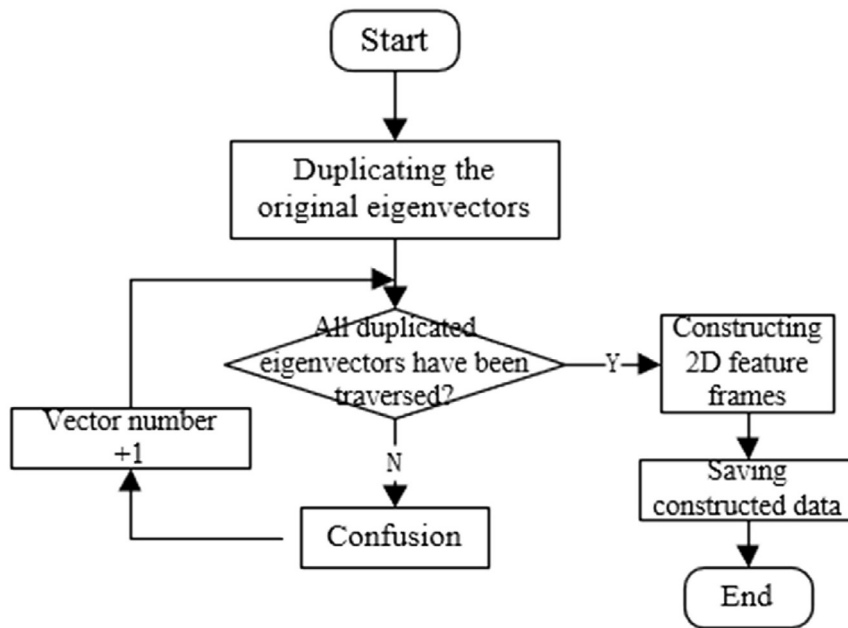 Start
Duplicating the
original eigenvectors
All duplicated
eigenvectors have been
traversed?
Y
Constructing
2D feature
frames
Vector number
+1
N
Saving
constructed data
Confusion
End